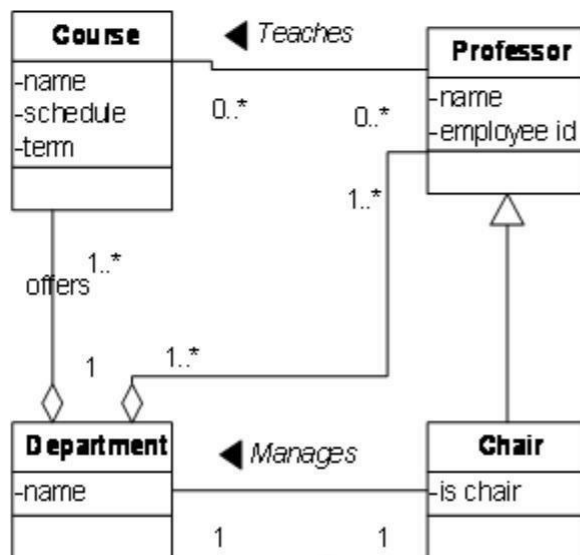 Course
-name
-schedule
-term
Teaches
Professor
-name
-employee id
0..*
0..*
1..*
offers
1..*
1
1..*
Department
-name
Manages
Chair
-is chair
1
1